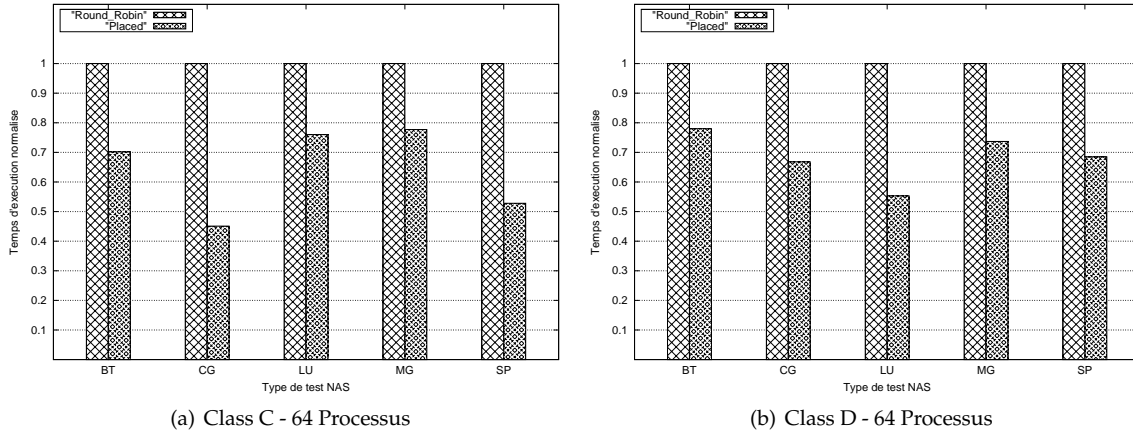 "Round_Robin"
"Placed"
1
0.9
0.8
0.7
0.6
0.5
0.4
0.3
0.2
0.1
Temps d'execution normalise
BT CG LU MG SP
Type de test NAS
(a) Class C - 64 Processus
"Round_Robin"
"Placed"
1
0.9
0.8
0.7
0.6
0.5
0.4
0.3
0.2
0.1
Temps d'execution normalise
BT CG LU MG SP
Type de test NAS
(b) Class D - 64 Processus